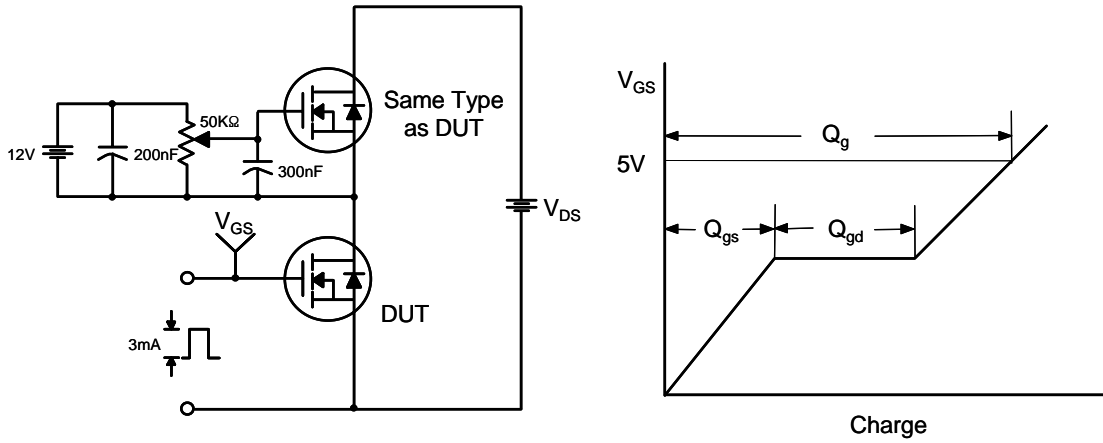 12V
200nF
50KΩ
300nF
Same Type
as DUT
V_DS
V_GS
DUT
3mA
V_GS
5V
Q_g
Q_gs
Q_gd
Charge